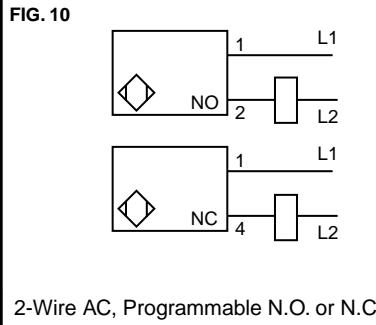 FIG. 10
1 L1
NO
2 L2
1 L1
NC
4 L2
2-Wire AC, Programmable N.O. or N.C